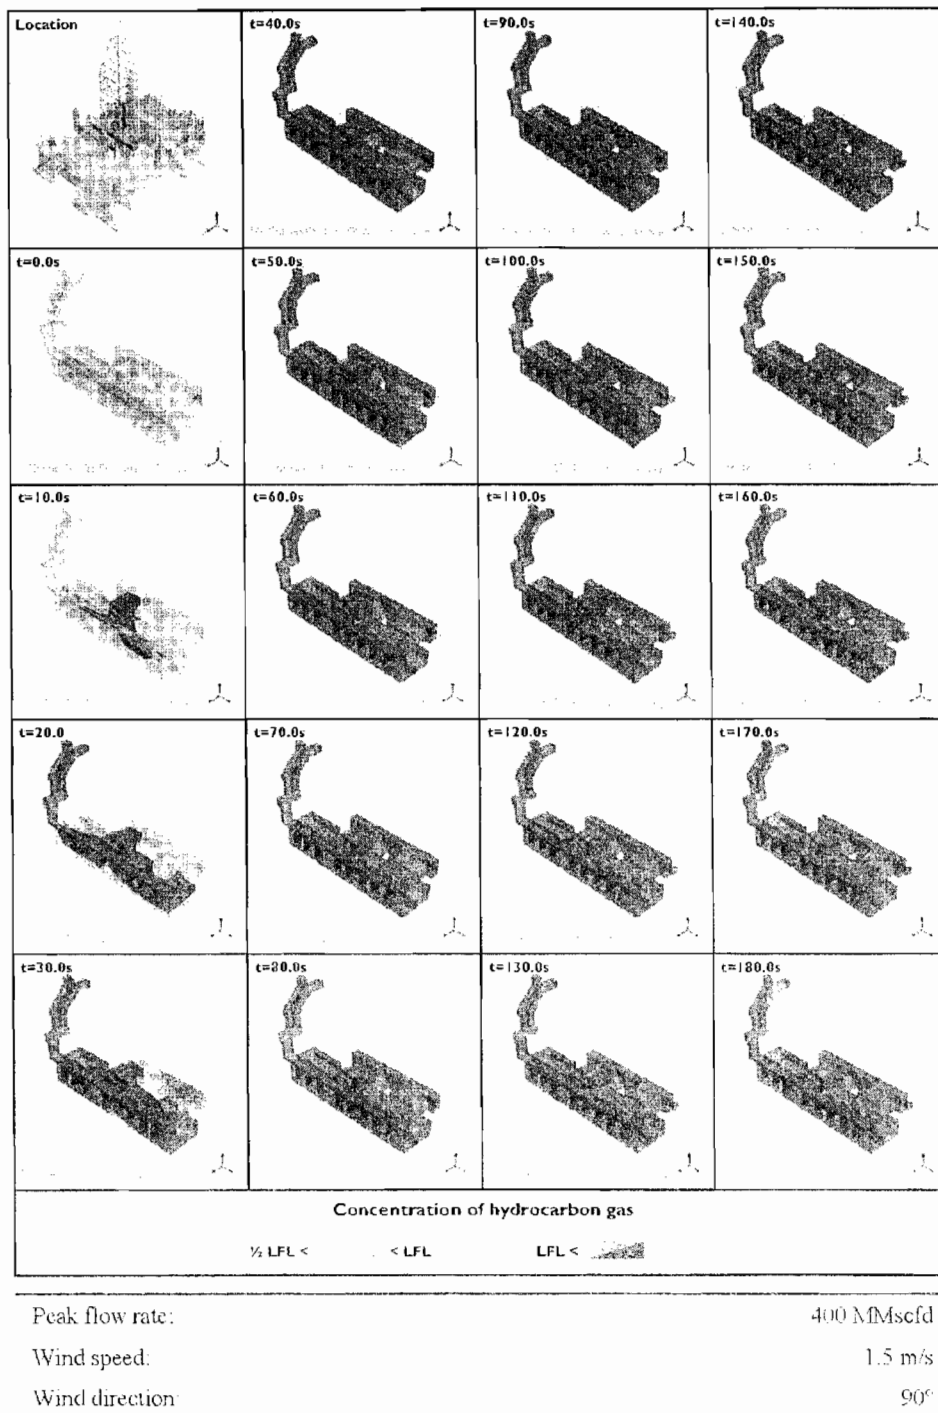 Location t=40.0s t=90.0s t=140.0s
t=0.0s t=50.0s t=100.0s t=150.0s
t=10.0s t=60.0s t=110.0s t=160.0s
t=20.0 t=70.0s t=120.0s t=170.0s
t=30.0s t=80.0s t=130.0s t=180.0s
Concentration of hydrocarbon gas
½ LFL < < LFL LFL <
Peak flow rate: 400 MMscfd
Wind speed: 1.5 m/s
Wind direction: 90°